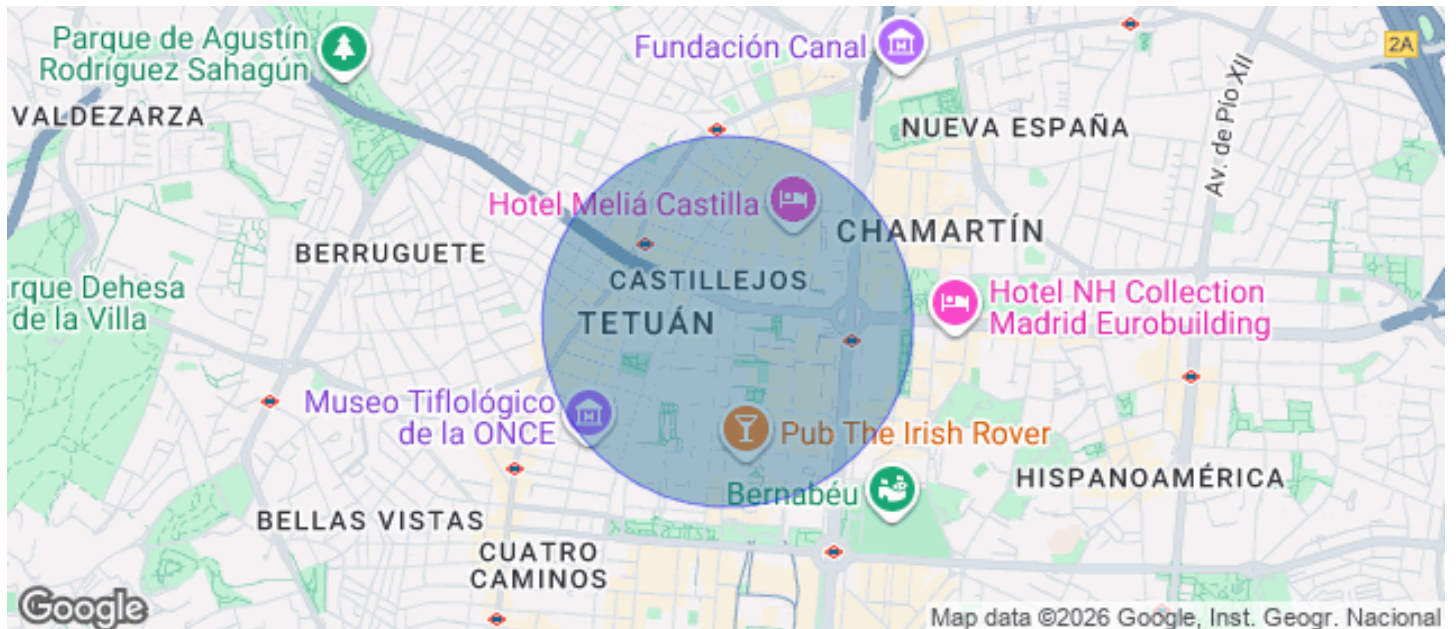 Parque de Agustín
Rodríguez Sahagún
Fundación Canal
2A
VALDEZARZA
NUEVA ESPAÑA
Av. de Pío XII
Hotel Meliá Castilla
CHAMARTÍN
BERRUGUETE
CASTILLEJOS
arque Dehesa
de la Villa
Hotel NH Collection
Madrid Eurobuilding
TETUÁN
Museo Tiflológico
de la ONCE
Pub The Irish Rover
Bernabéu
HISPANOAMÉRICA
BELLAS VISTAS
CUATRO
CAMINOS
Google
Map data ©2026 Google, Inst. Geogr. Nacional